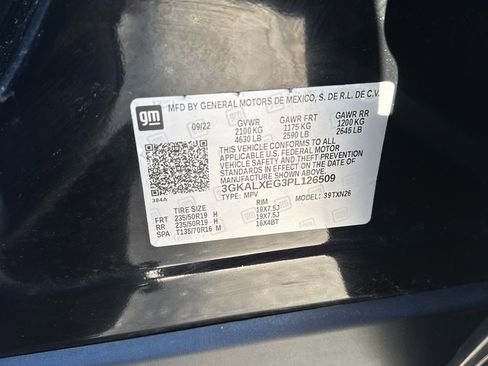 MFD BY GENERAL MOTORS DE MEXICO, S. DE R.L. DE C.V.
gm
09/22 GVWR GAWR FRT GAWR RR
2100 KG 1175 KG 1200 KG
4630 LB 2590 LB 2645 LB
THIS VEHICLE CONFORMS TO ALL
APPLICABLE U.S. FEDERAL MOTOR
VEHICLE SAFETY AND THEFT PREVENTION
STANDARDS IN EFFECT ON THE DATE OF
MANUFACTURE SHOWN ABOVE.
3GKALXEG3PL126509
TYPE: MPV MODEL: 39TXN26
384A
TIRE SIZE RIM
FRT 235/50R19 H 19X7.5J
RR 235/50R19 H 19X7.5J
SPA T135/70R16 M 16X4BT